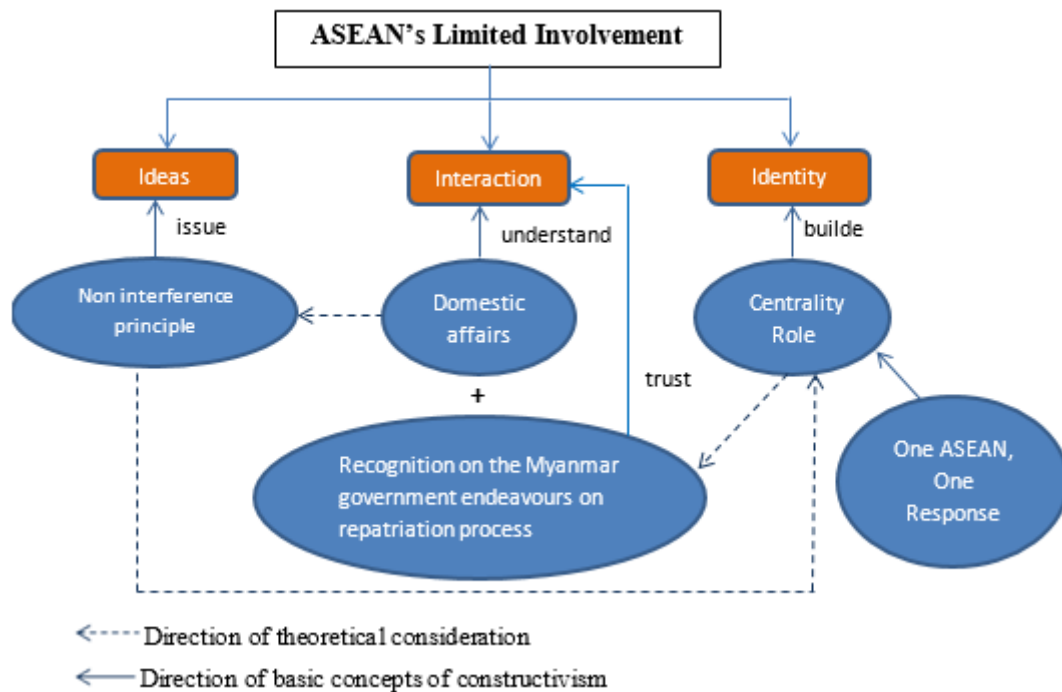 ASEAN's Limited Involvement
Ideas
Interaction
Identity
issue
understand
builde
Non interference
principle
Domestic
affairs
Centrality
Role
+
trust
Recognition on the Myanmar
government endeavours on
repatriation process
One ASEAN,
One
Response
Direction of theoretical consideration
Direction of basic concepts of constructivism